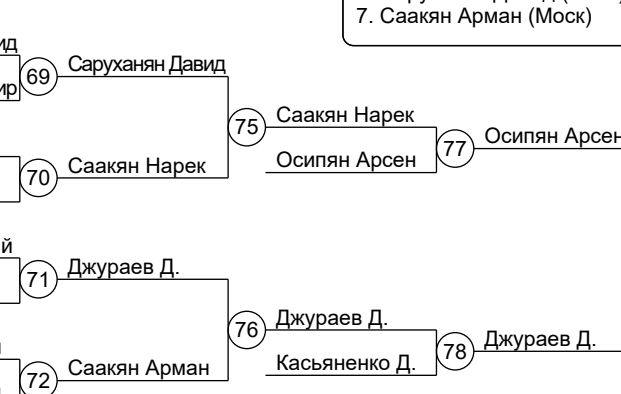 7. Саакян Арман (Моск)
69
Саруханян Давид
75
Саакян Нарек
77
Осипян Арсен
Осипян Арсен
70
Саакян Нарек
71
Джураев Д.
76
Джураев Д.
78
Джураев Д.
Касьяненко Д.
72
Саакян Арман